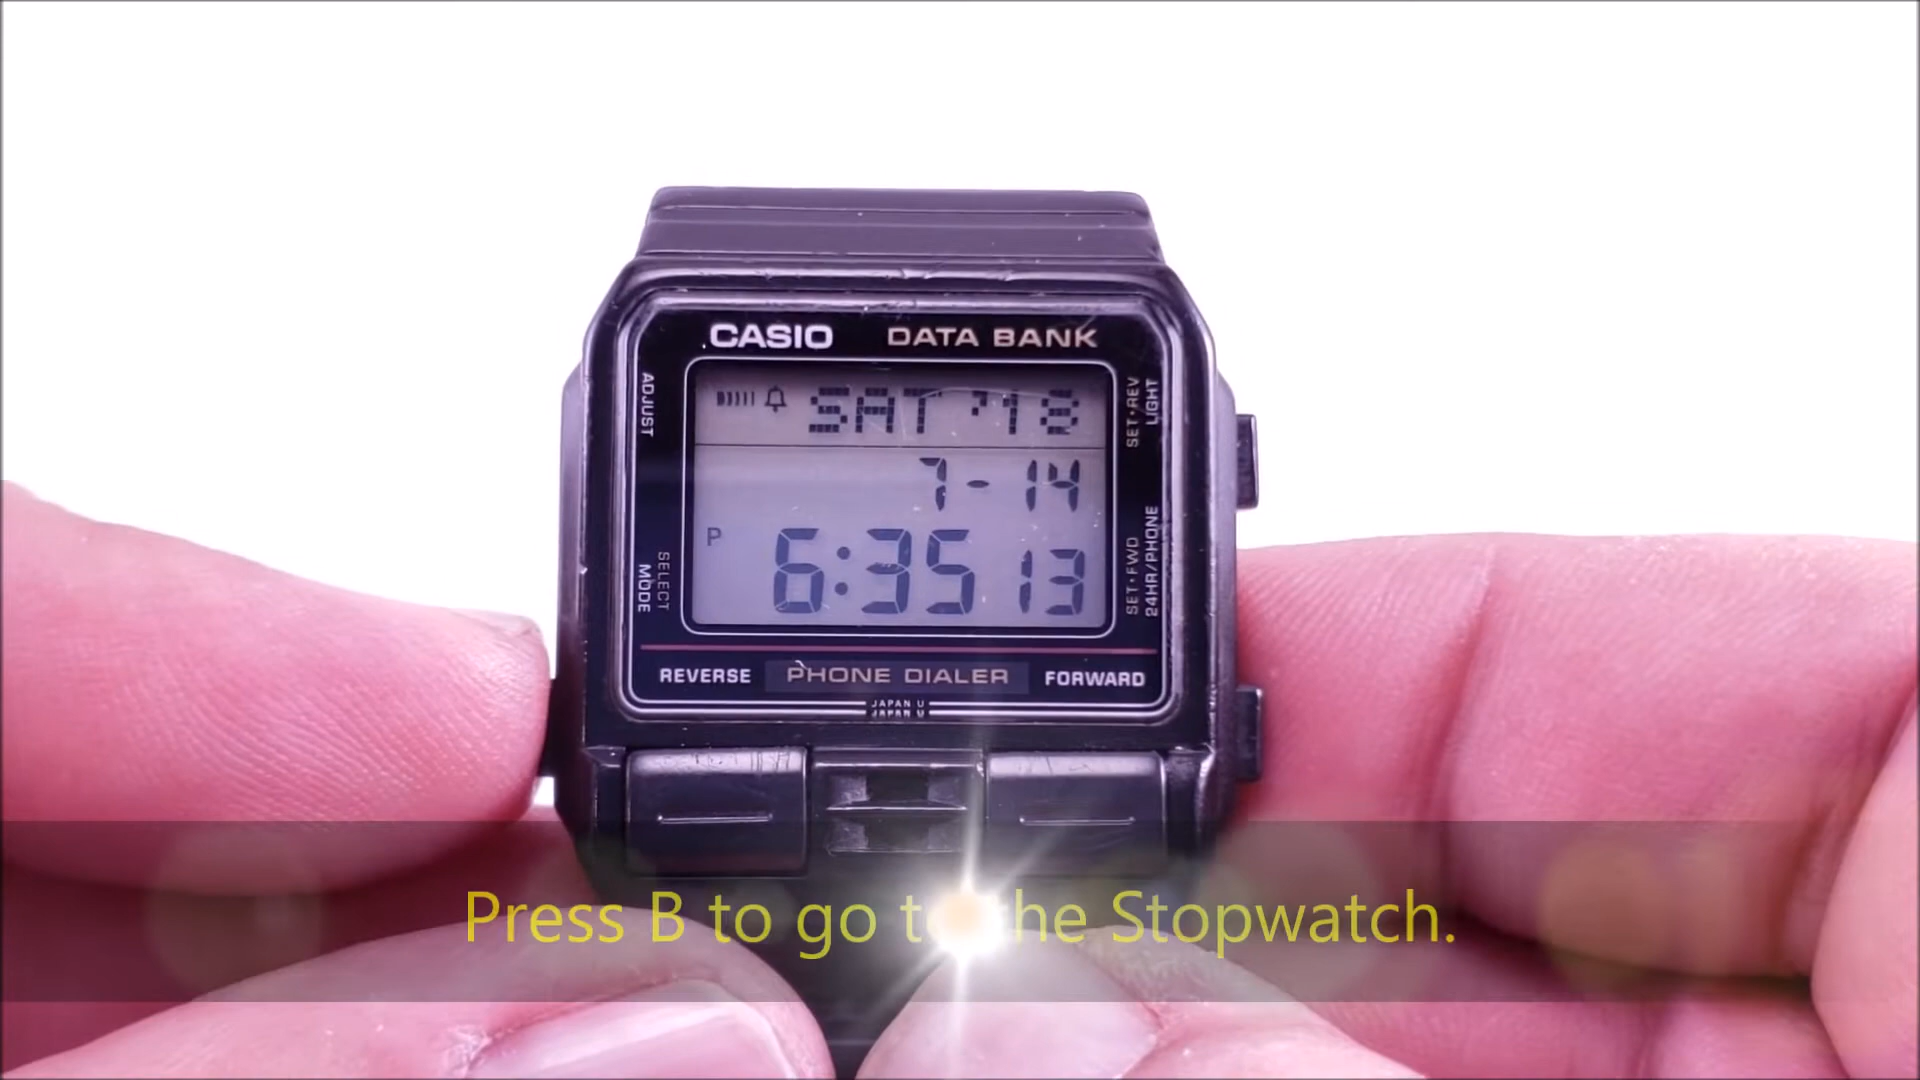 CASIO DATA BANK
ADJUST
SAT '18
SET·REV
LIGHT
7-14
P 6:35 13
SELECT
MODE
SET·FWD
24HR/PHONE
REVERSE PHONE DIALER FORWARD
JAPAN U
Press B to go to the Stopwatch.